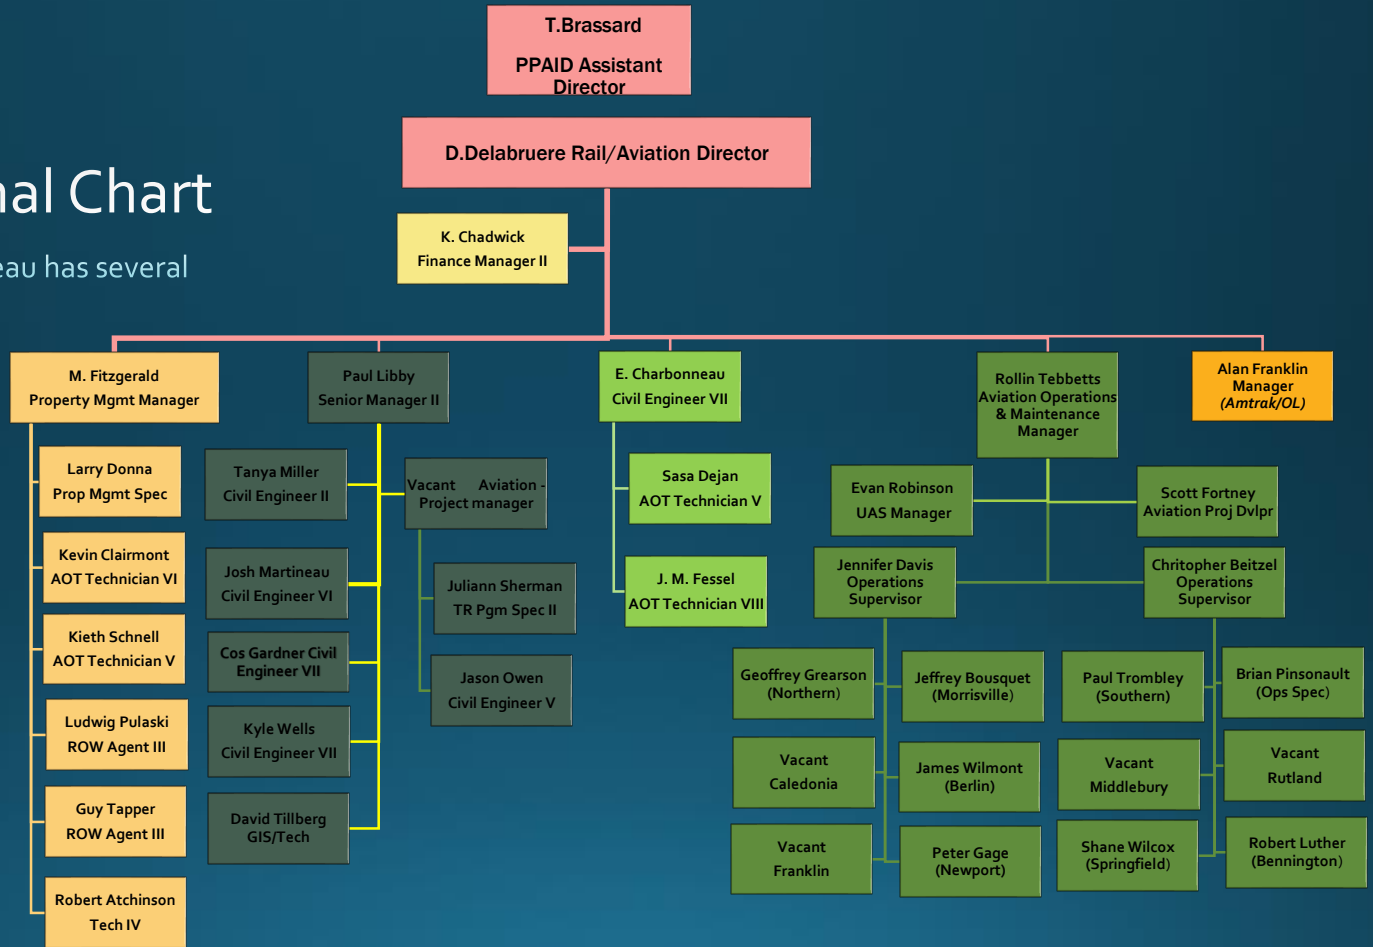 T.Brassard
PPAID Assistant
Director
D.Delabruere Rail/Aviation Director
nal Chart
eau has several
K. Chadwick
Finance Manager II
M. Fitzgerald
Property Mgmt Manager
Larry Donna
Prop Mgmt Spec
Kevin Clairmont
AOT Technician VI
Kieth Schnell
AOT Technician V
Ludwig Pulaski
ROW Agent III
Guy Tapper
ROW Agent III
Robert Atchinson
Tech IV
Paul Libby
Senior Manager II
Tanya Miller
Civil Engineer II
Josh Martineau
Civil Engineer VI
Cos Gardner Civil
Engineer VII
Kyle Wells
Civil Engineer VII
David Tillberg
GIS/Tech
Vacant Aviation -
Project manager
Juliann Sherman
TR Pgm Spec II
Jason Owen
Civil Engineer V
E. Charbonneau
Civil Engineer VII
Sasa Dejan
AOT Technician V
J. M. Fessel
AOT Technician VIII
Rollin Tebbetts
Aviation Operations
& Maintenance
Manager
Evan Robinson
UAS Manager
Scott Fortney
Aviation Proj Dvlpr
Jennifer Davis
Operations
Supervisor
Chritopher Beitzel
Operations
Supervisor
Geoffrey Grearson
(Northern)
Jeffrey Bousquet
(Morrisville)
Vacant
Caledonia
James Wilmont
(Berlin)
Vacant
Franklin
Peter Gage
(Newport)
Paul Trombley
(Southern)
Brian Pinsonault
(Ops Spec)
Vacant
Middlebury
Vacant
Rutland
Shane Wilcox
(Springfield)
Robert Luther
(Bennington)
Alan Franklin
Manager
(Amtrak/OL)